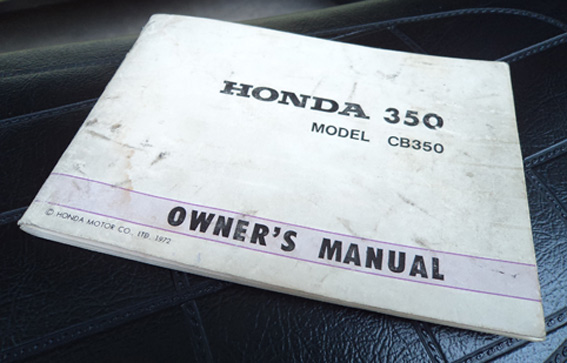 HONDA 350
MODEL CB350
© HONDA MOTOR CO., LTD. 1972
OWNER'S MANUAL